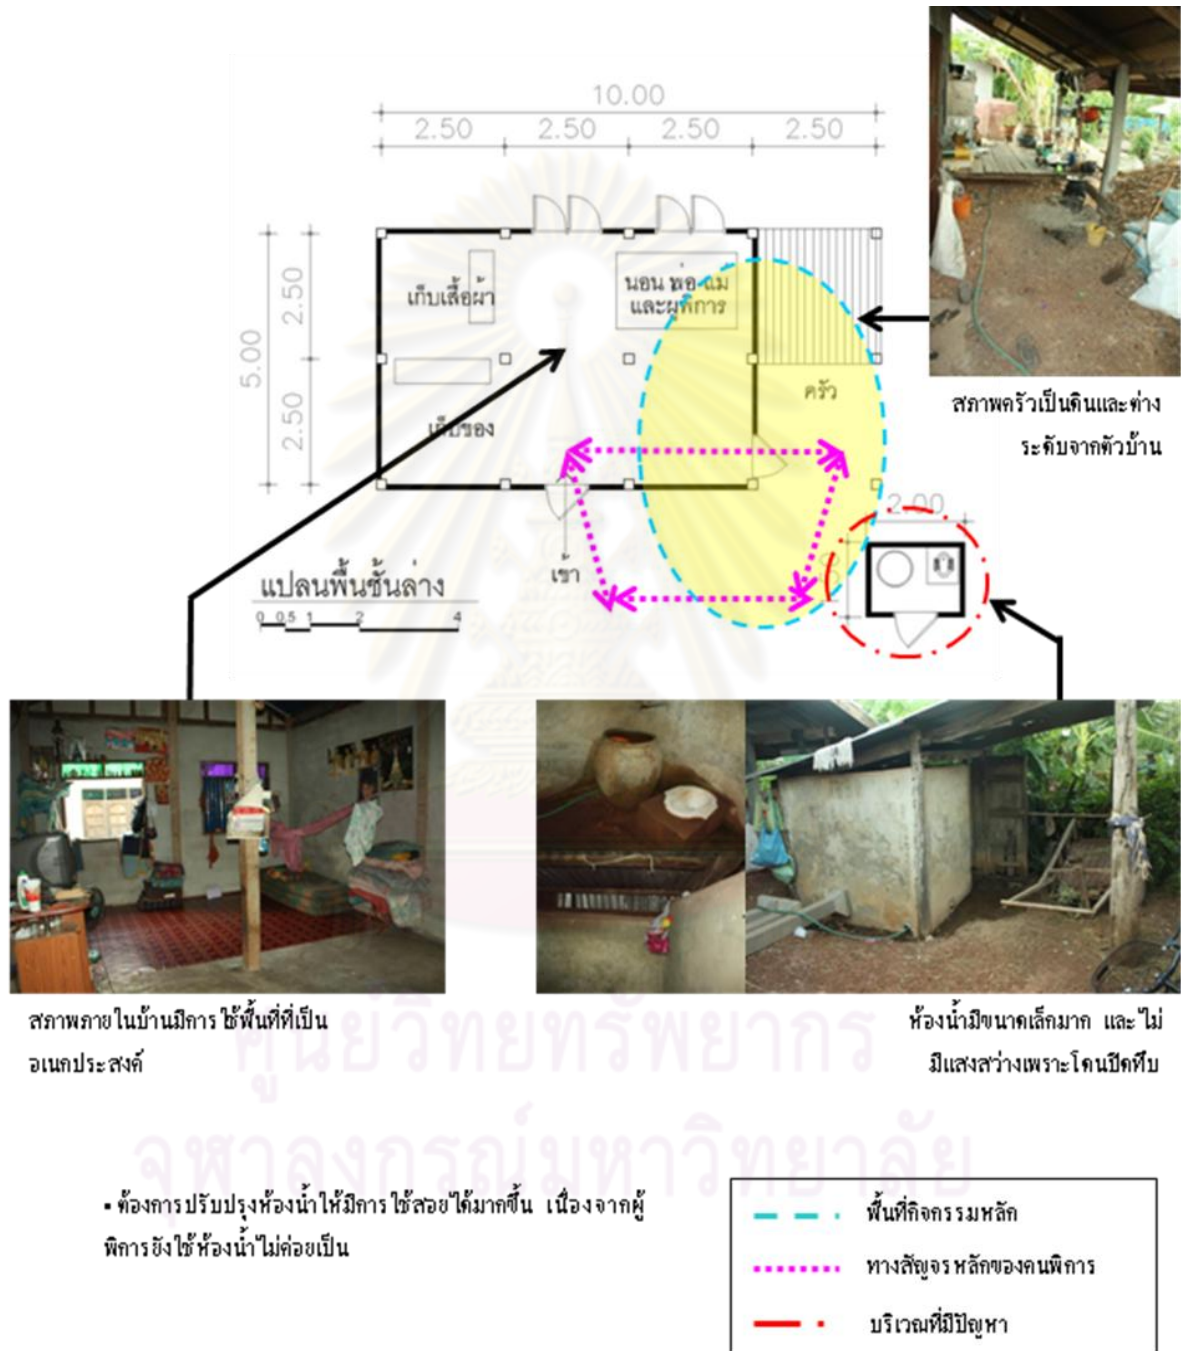 10.00
2.50 2.50 2.50 2.50
5.00
2.50
2.50
เก็บเสื้อผ้า
นอน พ่อ แม่
และผู้พิการ
ครัว
เก็บของ
สภาพครัวเป็นดินและต่าง
ระดับจากตัวบ้าน
2.00
เข้า
แปลนพื้นชั้นล่าง
0 0.5 1 2 4
สภาพภายในบ้านมีการใช้พื้นที่ที่เป็น
อเนกประสงค์
ห้องน้ำมีขนาดเล็กมาก และไม่
มีแสงสว่างเพราะโดนปิดทึบ
ศูนย์วิทยทรัพยากร
จุฬาลงกรณ์มหาวิทยาลัย
▪ ต้องการปรับปรุงห้องน้ำให้มีการใช้สอยได้มากขึ้น เนื่องจากผู้
พิการยังใช้ห้องน้ำไม่ค่อยเป็น
พื้นที่กิจกรรมหลัก
ทางสัญจรหลักของคนพิการ
บริเวณที่มีปัญหา